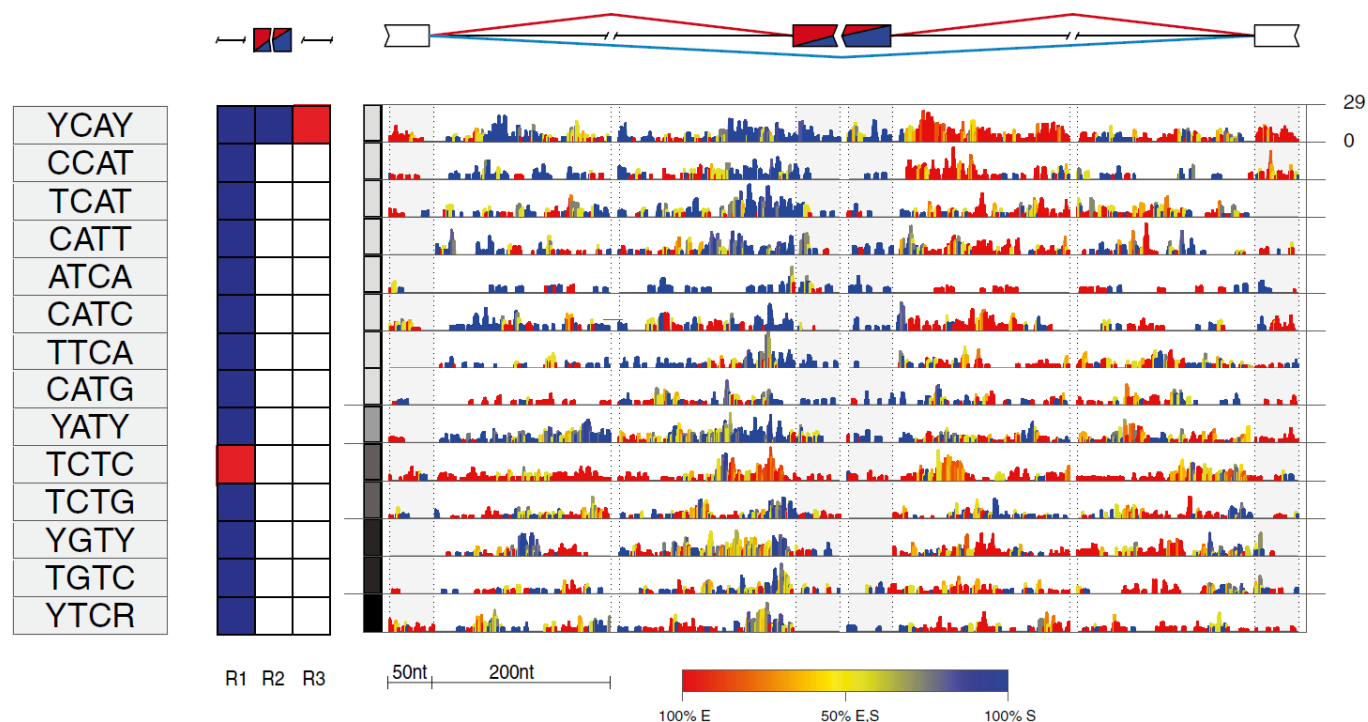 YCAY
29
0
CCAT
TCAT
CATT
ATCA
CATC
TTCA
CATG
YATY
TCTC
TCTG
YGTY
TGTC
YTCR
R1 R2 R3
50nt 200nt
100% E 50% E.S 100% S